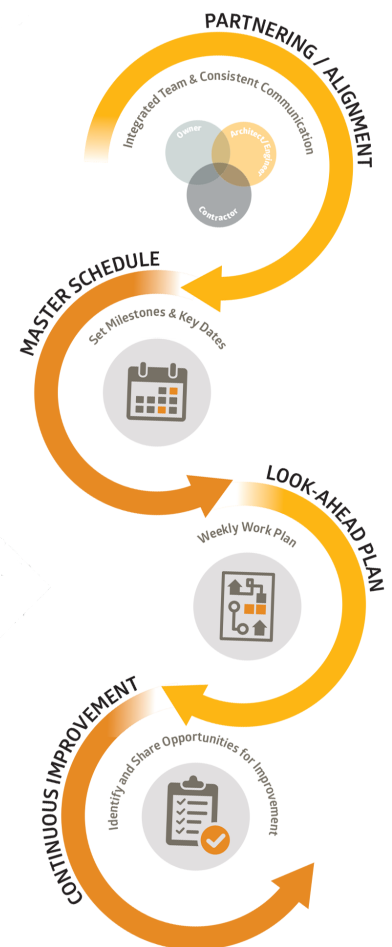 PARTNERING / ALIGNMENT
Integrated Team & Consistent Communication
Owner
Architect/Engineer
Contractor
MASTER SCHEDULE
Set Milestones & Key Dates
LOOK-AHEAD PLAN
Weekly Work Plan
CONTINUOUS IMPROVEMENT
Identify and Share Opportunities for Improvement